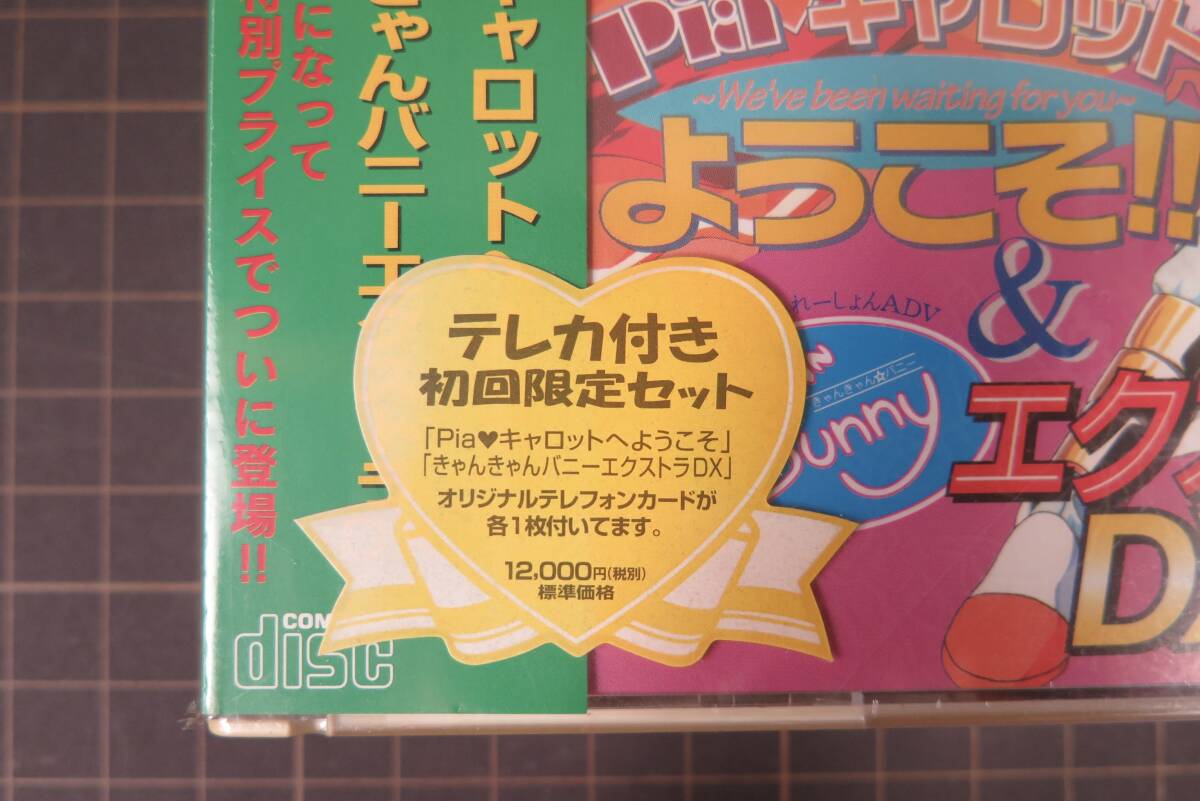 ャロット
ゃんバニーエク
になって
特別プライスでついに登場!!
COM
disc
Pia♥キャロットへ
~We've been waiting for you~
ようこそ!!
&
れーしょんADV
きゃんきゃん☆バニー
Bunny
エク
DX
テレカ付き
初回限定セット
「Pia♥キャロットへようこそ」
「きゃんきゃんバニーエクストラDX」
オリジナルテレフォンカードが
各1枚付いてます。
12,000円(税別)
標準価格